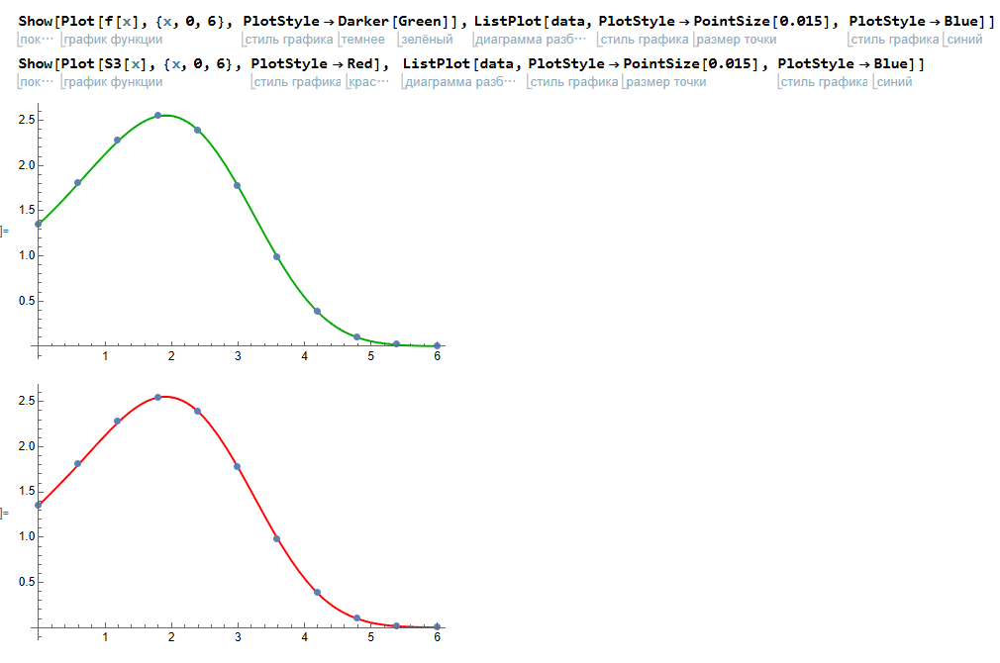 Show[Plot[f[x], {x, 0, 6}, PlotStyle→Darker[Green]], ListPlot[data, PlotStyle→PointSize[0.015], PlotStyle→Blue]]
пок⋯ график функции стиль графика темнее зелёный диаграмма разб⋯ стиль графика размер точки стиль графика синий
Show[Plot[S3[x], {x, 0, 6}, PlotStyle→Red], ListPlot[data, PlotStyle→PointSize[0.015], PlotStyle→Blue]]
пок⋯ график функции стиль графика крас⋯ диаграмма разб⋯ стиль графика размер точки стиль графика синий
2.5
2.0
1.5
]=
1.0
0.5
1 2 3 4 5 6
2.5
2.0
1.5
]=
1.0
0.5
1 2 3 4 5 6